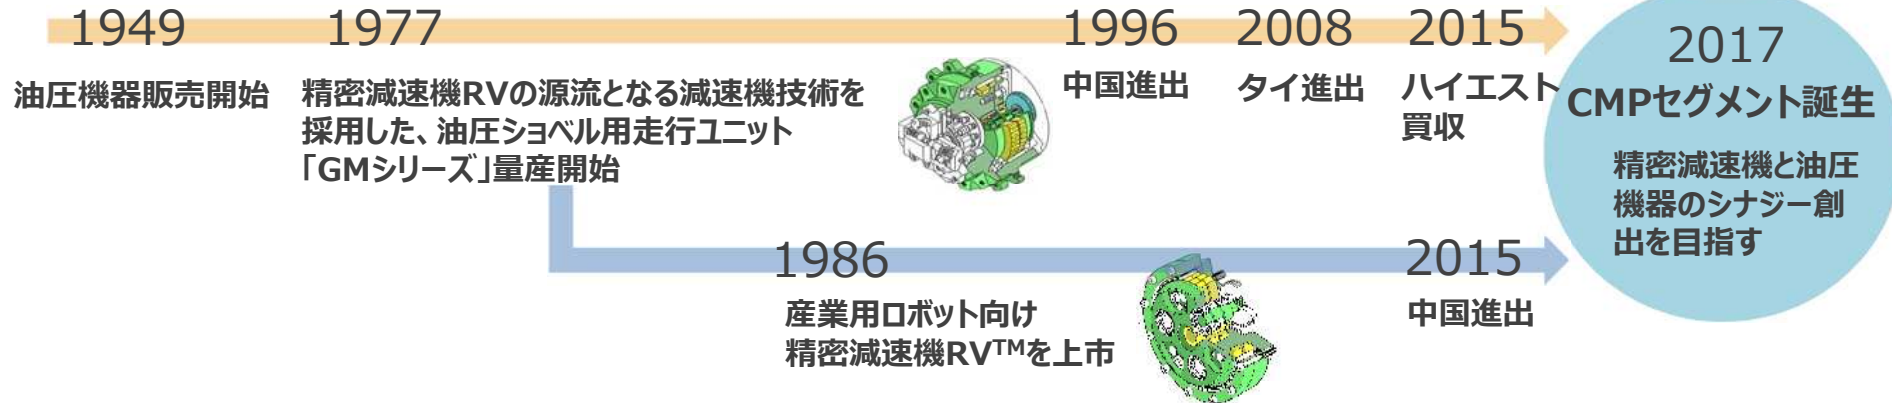 1949
油圧機器販売開始
1977
精密減速機RVの源流となる減速機技術を
採用した、油圧ショベル用走行ユニット
「GMシリーズ」量産開始
1996
中国進出
2008
タイ進出
2015
ハイエスト
買収
1986
産業用ロボット向け
精密減速機RV™を上市
2015
中国進出
2017
CMPセグメント誕生
精密減速機と油圧
機器のシナジー創
出を目指す